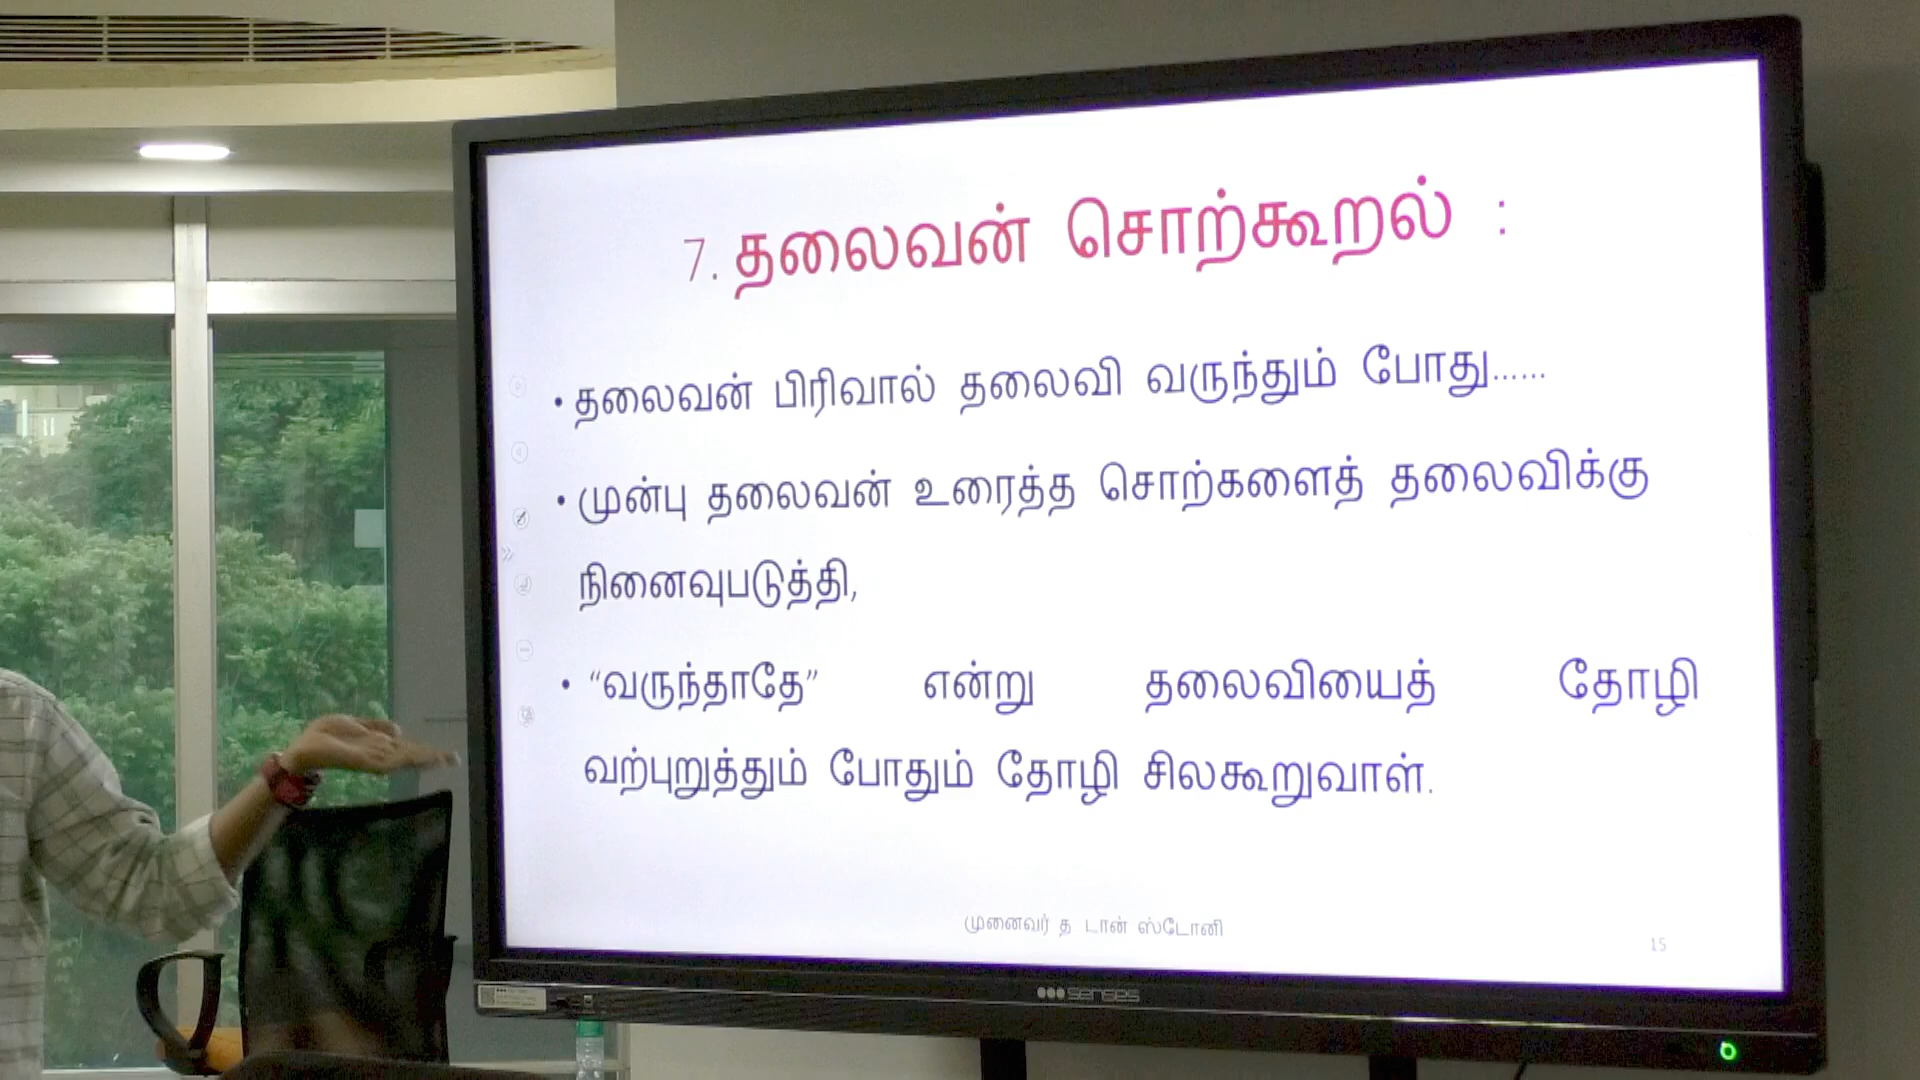 7. தலைவன் சொற்கூறல் :
• தலைவன் பிரிவால் தலைவி வருந்தும் போது......
• முன்பு தலைவன் உரைத்த சொற்களைத் தலைவிக்கு
நினைவுபடுத்தி,
• “வருந்தாதே” என்று தலைவியைத் தோழி
வற்புறுத்தும் போதும் தோழி சிலகூறுவாள்.
முனைவர் த டான் ஸ்டோனி
15
senses